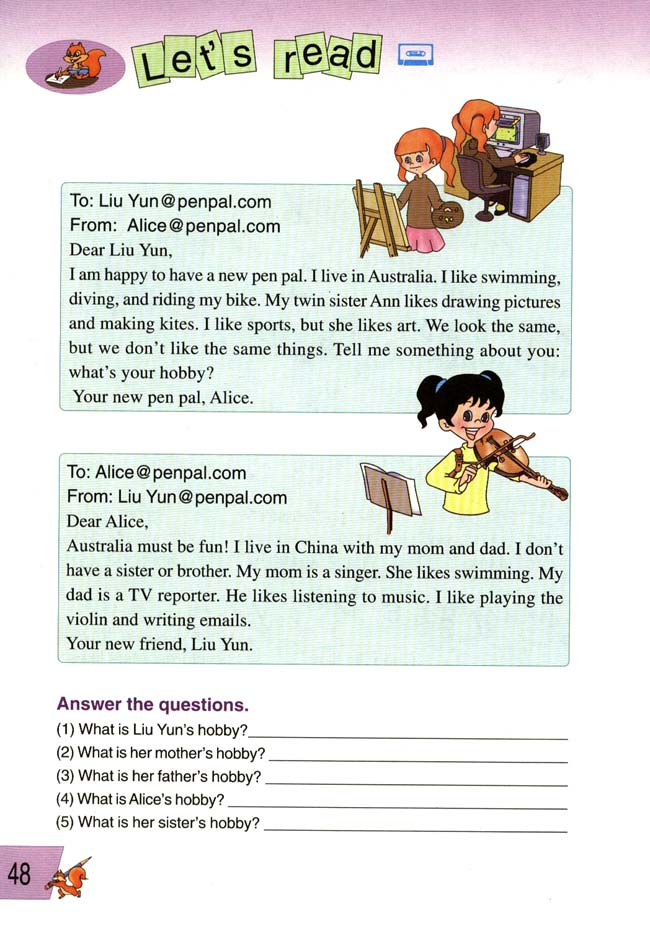 Let's read
To: Liu Yun@penpal.com
From: Alice@penpal.com
Dear Liu Yun,
I am happy to have a new pen pal. I live in Australia. I like swimming,
diving, and riding my bike. My twin sister Ann likes drawing pictures
and making kites. I like sports, but she likes art. We look the same,
but we don't like the same things. Tell me something about you:
what's your hobby?
Your new pen pal, Alice.
To: Alice@penpal.com
From: Liu Yun@penpal.com
Dear Alice,
Australia must be fun! I live in China with my mom and dad. I don't
have a sister or brother. My mom is a singer. She likes swimming. My
dad is a TV reporter. He likes listening to music. I like playing the
violin and writing emails.
Your new friend, Liu Yun.
Answer the questions.
(1) What is Liu Yun's hobby?
(2) What is her mother's hobby?
(3) What is her father's hobby?
(4) What is Alice's hobby?
(5) What is her sister's hobby?
48